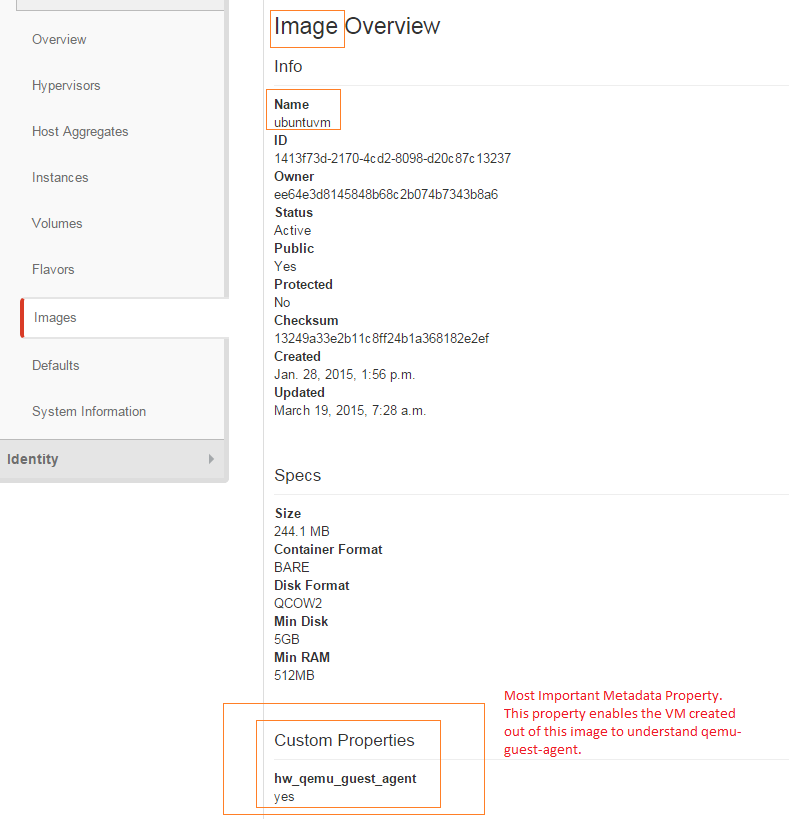 Overview
Hypervisors
Host Aggregates
Instances
Volumes
Flavors
Images
Defaults
System Information
Identity
Image Overview
Info
Name
ubuntuvm
ID
1413f73d-2170-4cd2-8098-d20c87c13237
Owner
ee64e3d8145848b68c2b074b7343b8a6
Status
Active
Public
Yes
Protected
No
Checksum
13249a33e2b11c8ff24b1a368182e2ef
Created
Jan. 28, 2015, 1:56 p.m.
Updated
March 19, 2015, 7:28 a.m.
Specs
Size
244.1 MB
Container Format
BARE
Disk Format
QCOW2
Min Disk
5GB
Min RAM
512MB
Custom Properties
hw_qemu_guest_agent
yes
Most Important Metadata Property.
This property enables the VM created
out of this image to understand qemu-
guest-agent.